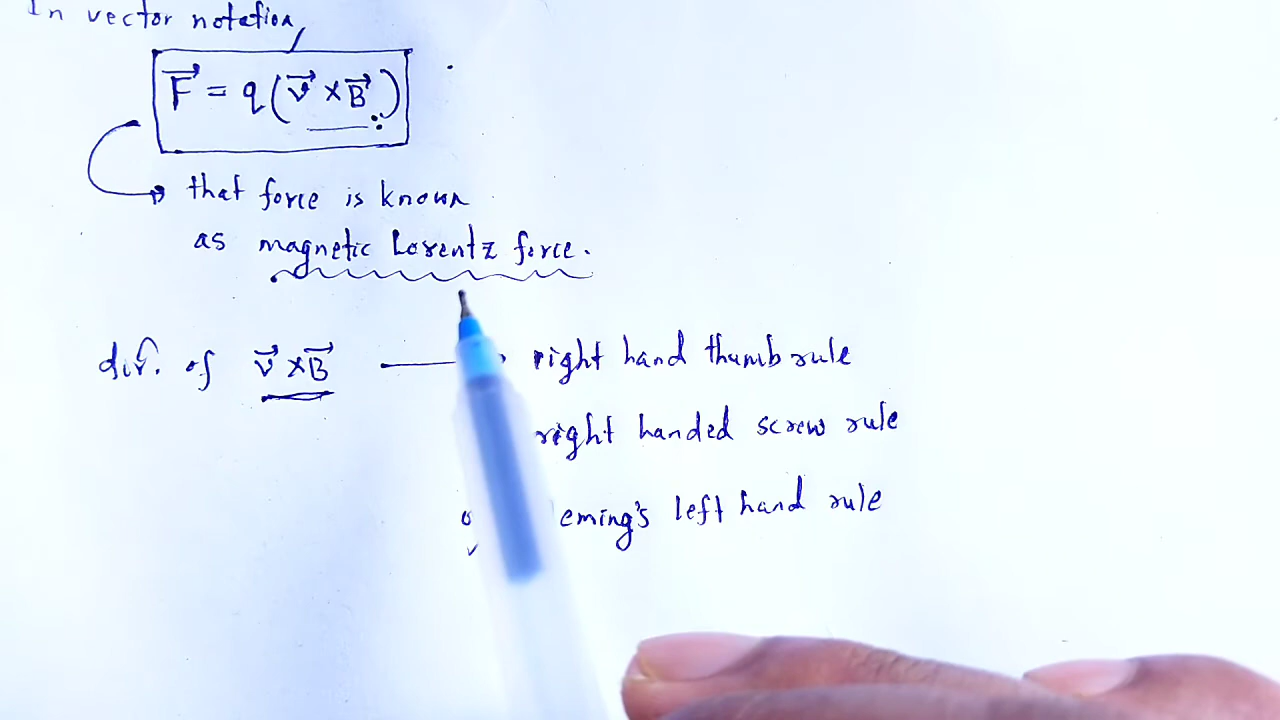 In vector notation,
F⃗ = q(v⃗ × B⃗)
that force is known
as magnetic Lorentz force.
dir. of v⃗ × B⃗ → right hand thumb rule
right handed screw rule
eming's left hand rule